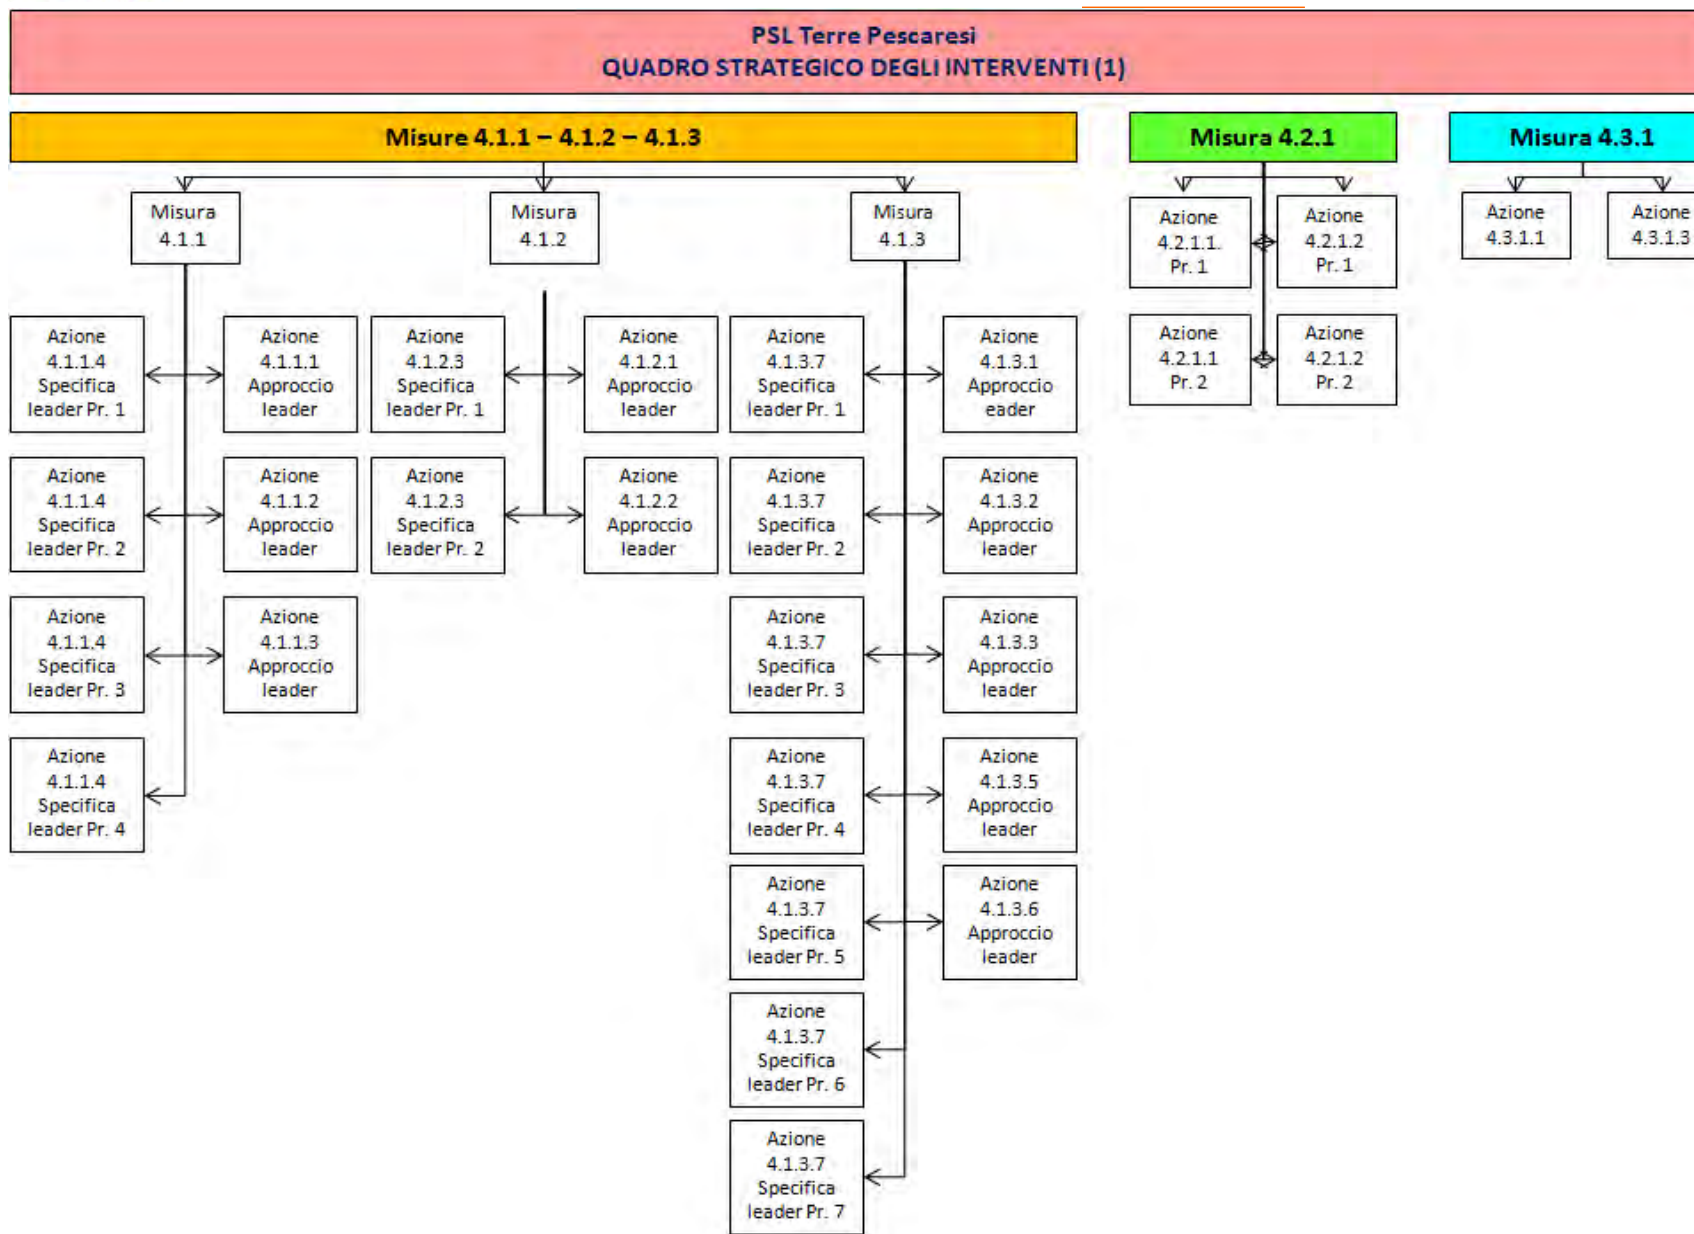 PSL Terre Pescaresi
QUADRO STRATEGICO DEGLI INTERVENTI (1)
Misure 4.1.1 – 4.1.2 – 4.1.3
Misura 4.2.1
Misura 4.3.1
Misura
4.1.1
Misura
4.1.2
Misura
4.1.3
Azione
4.2.1.1.
Pr. 1
Azione
4.2.1.2
Pr. 1
Azione
4.3.1.1
Azione
4.3.1.3
Azione
4.1.1.4
Specifica
leader Pr. 1
Azione
4.1.1.1
Approccio
leader
Azione
4.1.2.3
Specifica
leader Pr. 1
Azione
4.1.2.1
Approccio
leader
Azione
4.1.3.7
Specifica
leader Pr. 1
Azione
4.1.3.1
Approccio
eader
Azione
4.2.1.1
Pr. 2
Azione
4.2.1.2
Pr. 2
Azione
4.1.1.4
Specifica
leader Pr. 2
Azione
4.1.1.2
Approccio
leader
Azione
4.1.2.3
Specifica
leader Pr. 2
Azione
4.1.2.2
Approccio
leader
Azione
4.1.3.7
Specifica
leader Pr. 2
Azione
4.1.3.2
Approccio
leader
Azione
4.1.1.4
Specifica
leader Pr. 3
Azione
4.1.1.3
Approccio
leader
Azione
4.1.3.7
Specifica
leader Pr. 3
Azione
4.1.3.3
Approccio
leader
Azione
4.1.1.4
Specifica
leader Pr. 4
Azione
4.1.3.7
Specifica
leader Pr. 4
Azione
4.1.3.5
Approccio
leader
Azione
4.1.3.7
Specifica
leader Pr. 5
Azione
4.1.3.6
Approccio
leader
Azione
4.1.3.7
Specifica
leader Pr. 6
Azione
4.1.3.7
Specifica
leader Pr. 7